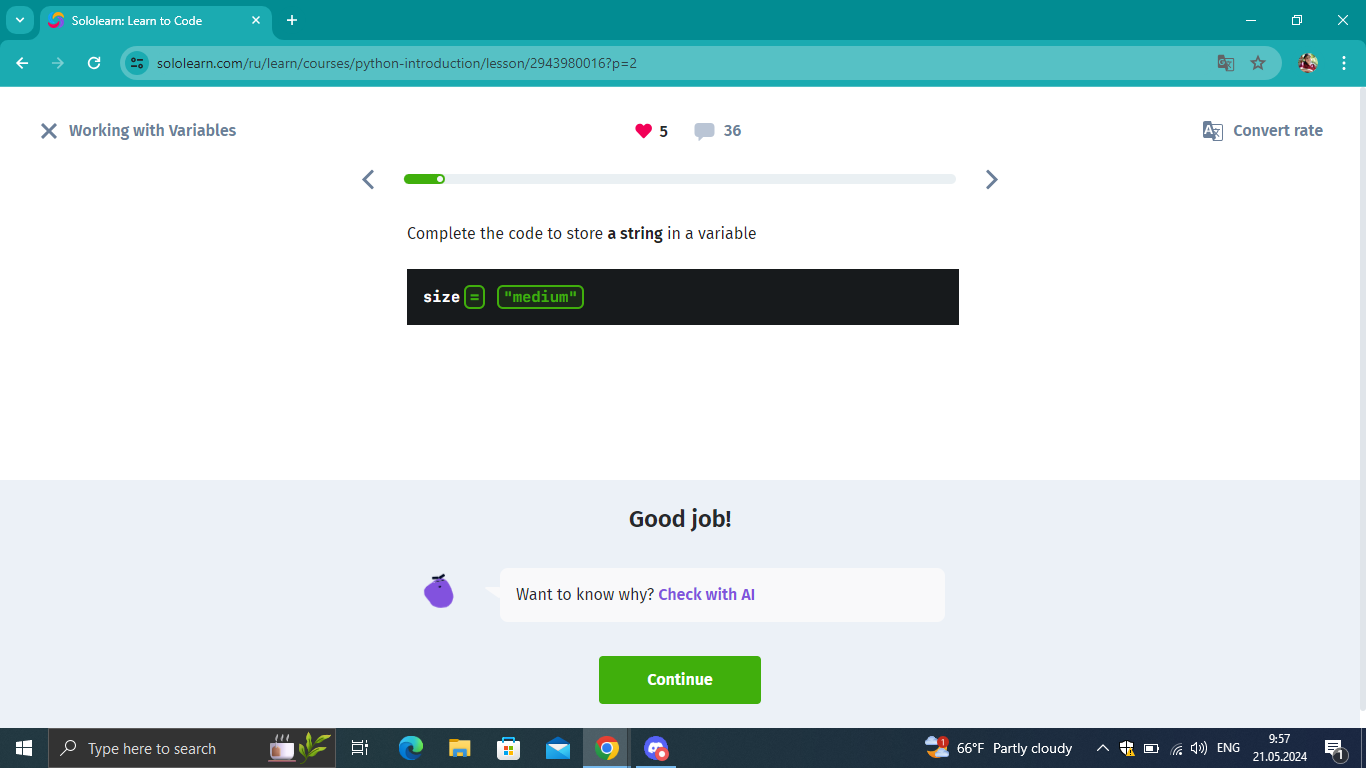 Sololearn: Learn to Code
sololearn.com/ru/learn/courses/python-introduction/lesson/2943980016?p=2
Working with Variables
5
36
Convert rate
Complete the code to store a string in a variable
size = "medium"
Good job!
Want to know why? Check with AI
Continue
Type here to search
1
66°F Partly cloudy
ENG
9:57
21.05.2024
1